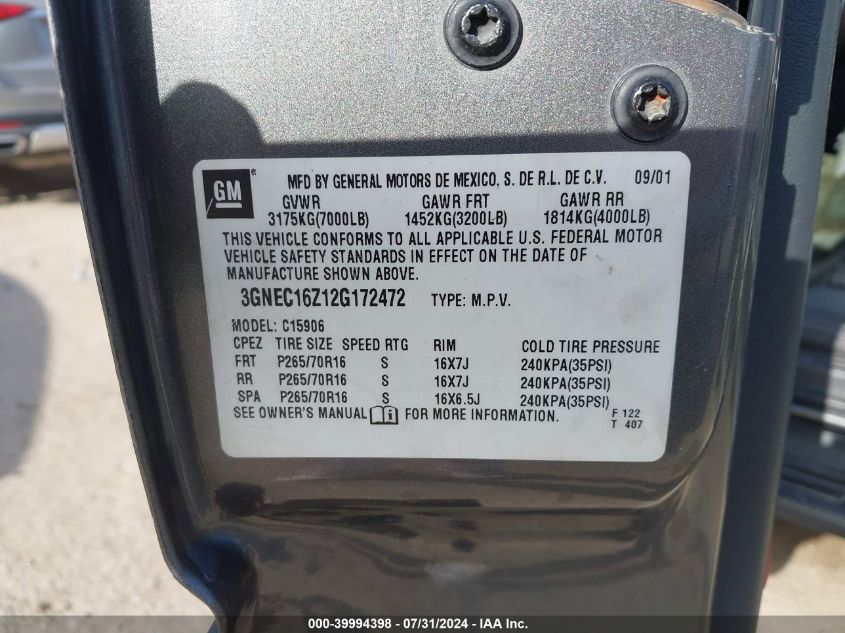 GM
MFD BY GENERAL MOTORS DE MEXICO, S. DE R.L. DE C.V. 09/01
GVWR GAWR FRT GAWR RR
3175KG(7000LB) 1452KG(3200LB) 1814KG(4000LB)
THIS VEHICLE CONFORMS TO ALL APPLICABLE U.S. FEDERAL MOTOR
VEHICLE SAFETY STANDARDS IN EFFECT ON THE DATE OF
MANUFACTURE SHOWN ABOVE.
3GNEC16Z12G172472 TYPE: M.P.V.
MODEL: C15906
CPEZ TIRE SIZE SPEED RTG RIM COLD TIRE PRESSURE
FRT P265/70R16 S 16X7J 240KPA(35PSI)
RR P265/70R16 S 16X7J 240KPA(35PSI)
SPA P265/70R16 S 16X6.5J 240KPA(35PSI)
SEE OWNER'S MANUAL i FOR MORE INFORMATION. F 122
T 407
000-39994398 - 07/31/2024 - IAA Inc.